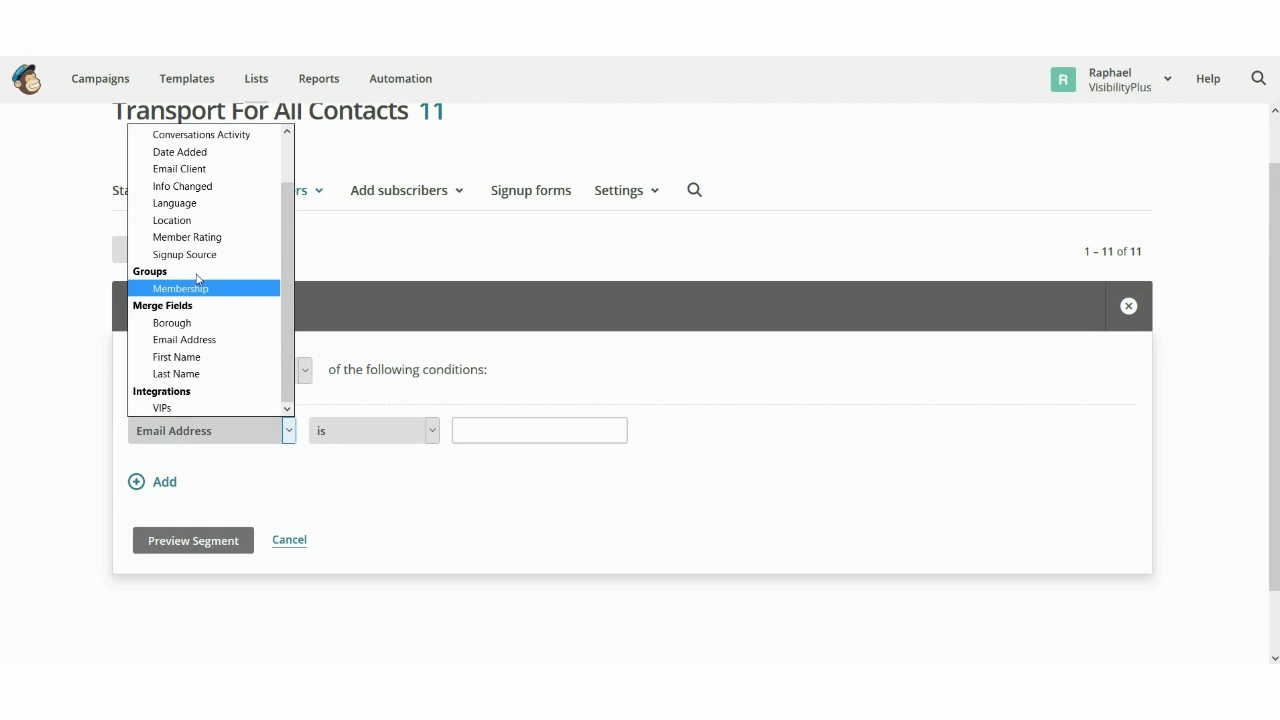 Campaigns Templates Lists Reports Automation
R Raphael VisibilityPlus Help
Transport For All Contacts 11
Sta rs Add subscribers Signup forms Settings
Conversations Activity
Date Added
Email Client
Info Changed
Language
Location
Member Rating
Signup Source
Groups
Membership
Merge Fields
Borough
Email Address
First Name
Last Name
Integrations
VIPs
1 – 11 of 11
of the following conditions:
Email Address is
Add
Preview Segment Cancel